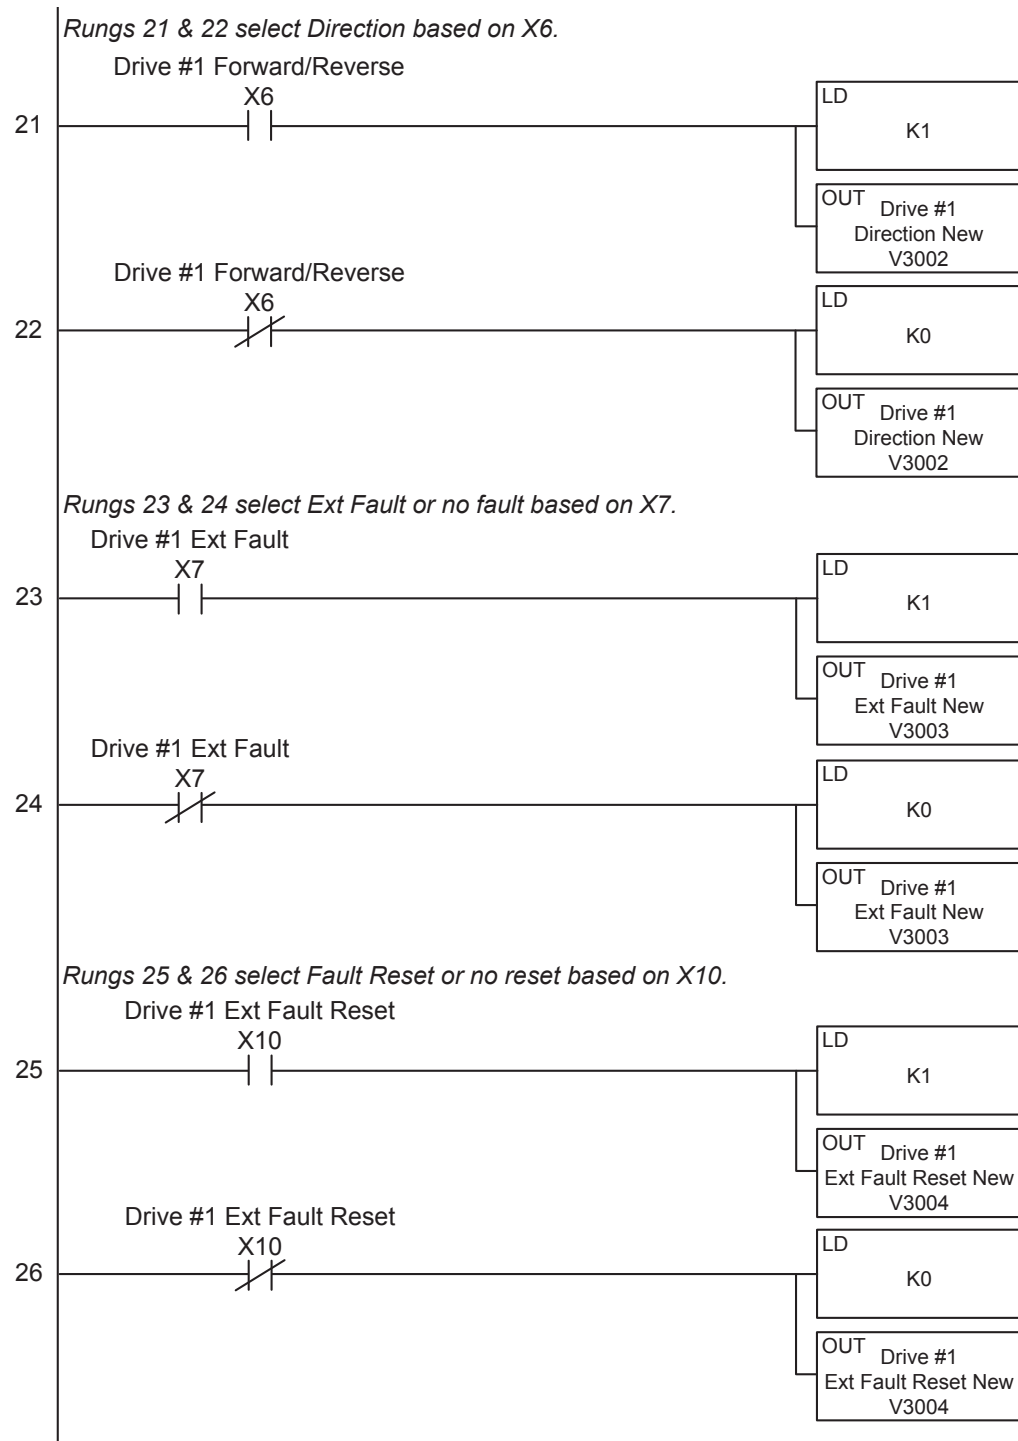 Rungs 21 & 22 select Direction based on X6.
Drive #1 Forward/Reverse
X6
21
LD
K1
OUT
Drive #1
Direction New
V3002
Drive #1 Forward/Reverse
X6
22
LD
K0
OUT
Drive #1
Direction New
V3002
Rungs 23 & 24 select Ext Fault or no fault based on X7.
Drive #1 Ext Fault
X7
23
LD
K1
OUT
Drive #1
Ext Fault New
V3003
Drive #1 Ext Fault
X7
24
LD
K0
OUT
Drive #1
Ext Fault New
V3003
Rungs 25 & 26 select Fault Reset or no reset based on X10.
Drive #1 Ext Fault Reset
X10
25
LD
K1
OUT
Drive #1
Ext Fault Reset New
V3004
Drive #1 Ext Fault Reset
X10
26
LD
K0
OUT
Drive #1
Ext Fault Reset New
V3004